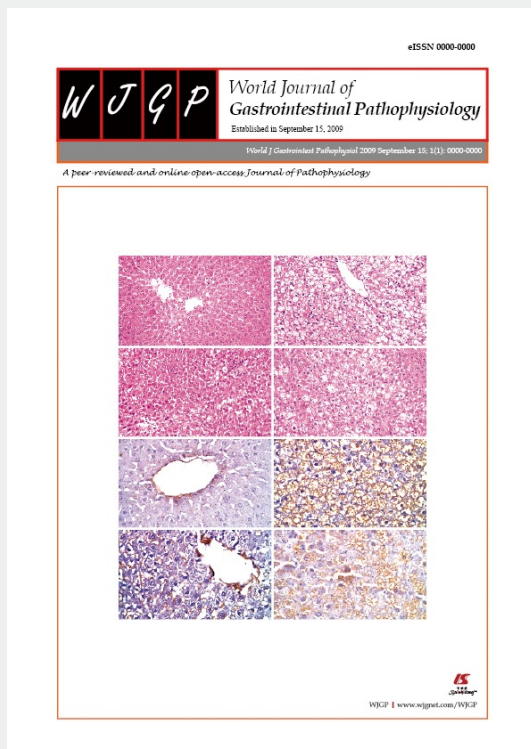 eISSN 0000-0000
W J G P
World Journal of
Gastrointestinal Pathophysiology
Established in September 15, 2009
World J Gastrointest Pathophysiol 2009 September 15; 1(1): 0000-0000
A peer-reviewed and online open-access Journal of Pathophysiology
WJGP | www.wjgnet.com/WJGP